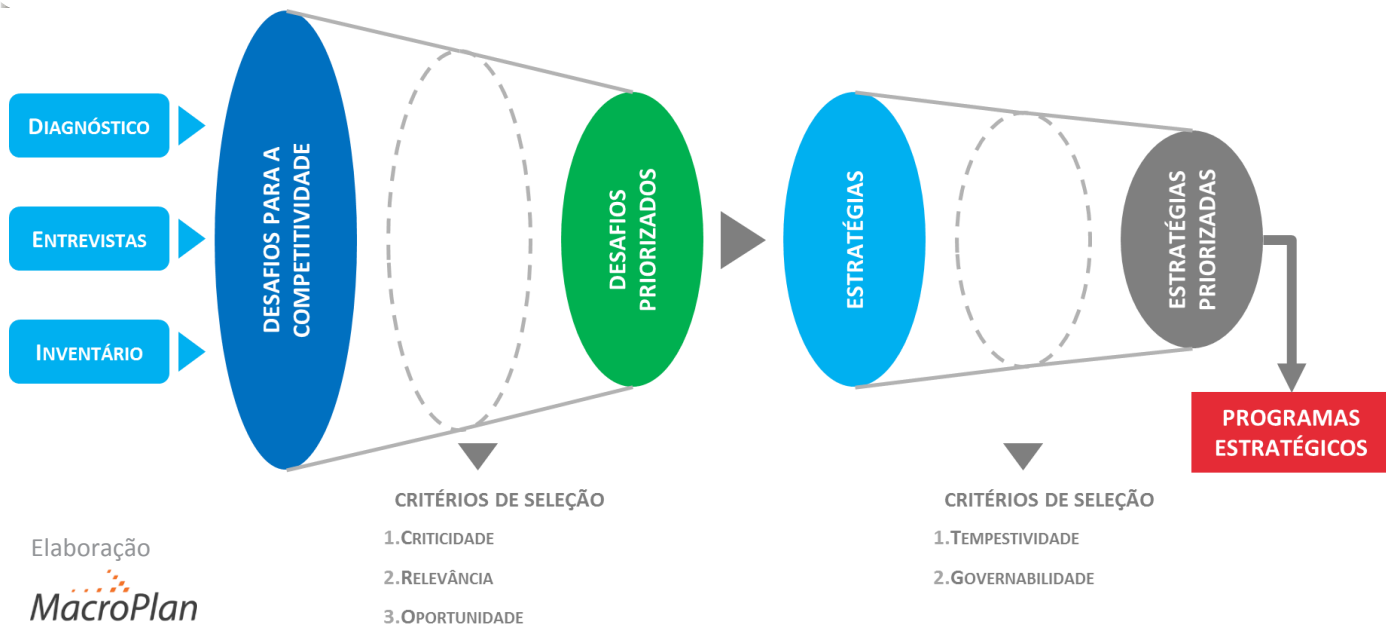 DIAGNÓSTICO
ENTREVISTAS
INVENTÁRIO
DESAFIOS PARA A
COMPETITIVIDADE
DESAFIOS
PRIORIZADOS
ESTRATÉGIAS
ESTRATÉGIAS
PRIORIZADAS
PROGRAMAS
ESTRATÉGICOS
CRITÉRIOS DE SELEÇÃO
1.CRITICIDADE
2.RELEVÂNCIA
3.OPORTUNIDADE
CRITÉRIOS DE SELEÇÃO
1.TEMPESTIVIDADE
2.GOVERNABILIDADE
Elaboração
MacroPlan